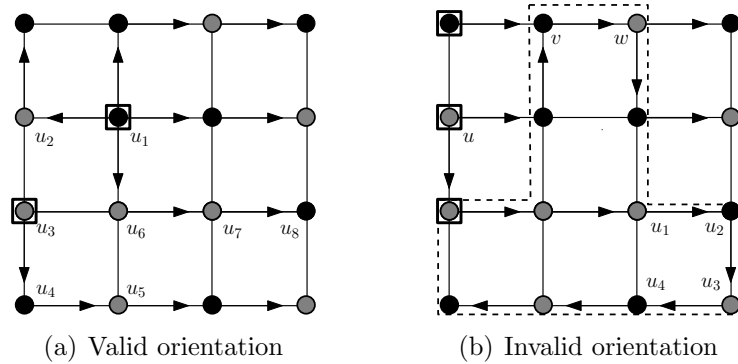 v w
u₂ u₁ u
u₃ u₆ u₇ u₈ u₁ u₂
u₄ u₅ u₄ u₃
(a) Valid orientation (b) Invalid orientation